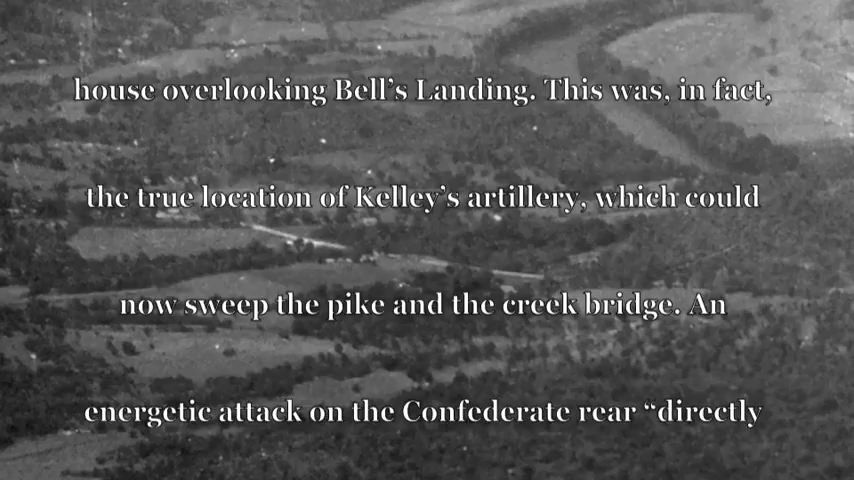 house overlooking Bell’s Landing. This was, in fact,
the true location of Kelley’s artillery, which could
now sweep the pike and the creek bridge. An
energetic attack on the Confederate rear “directly